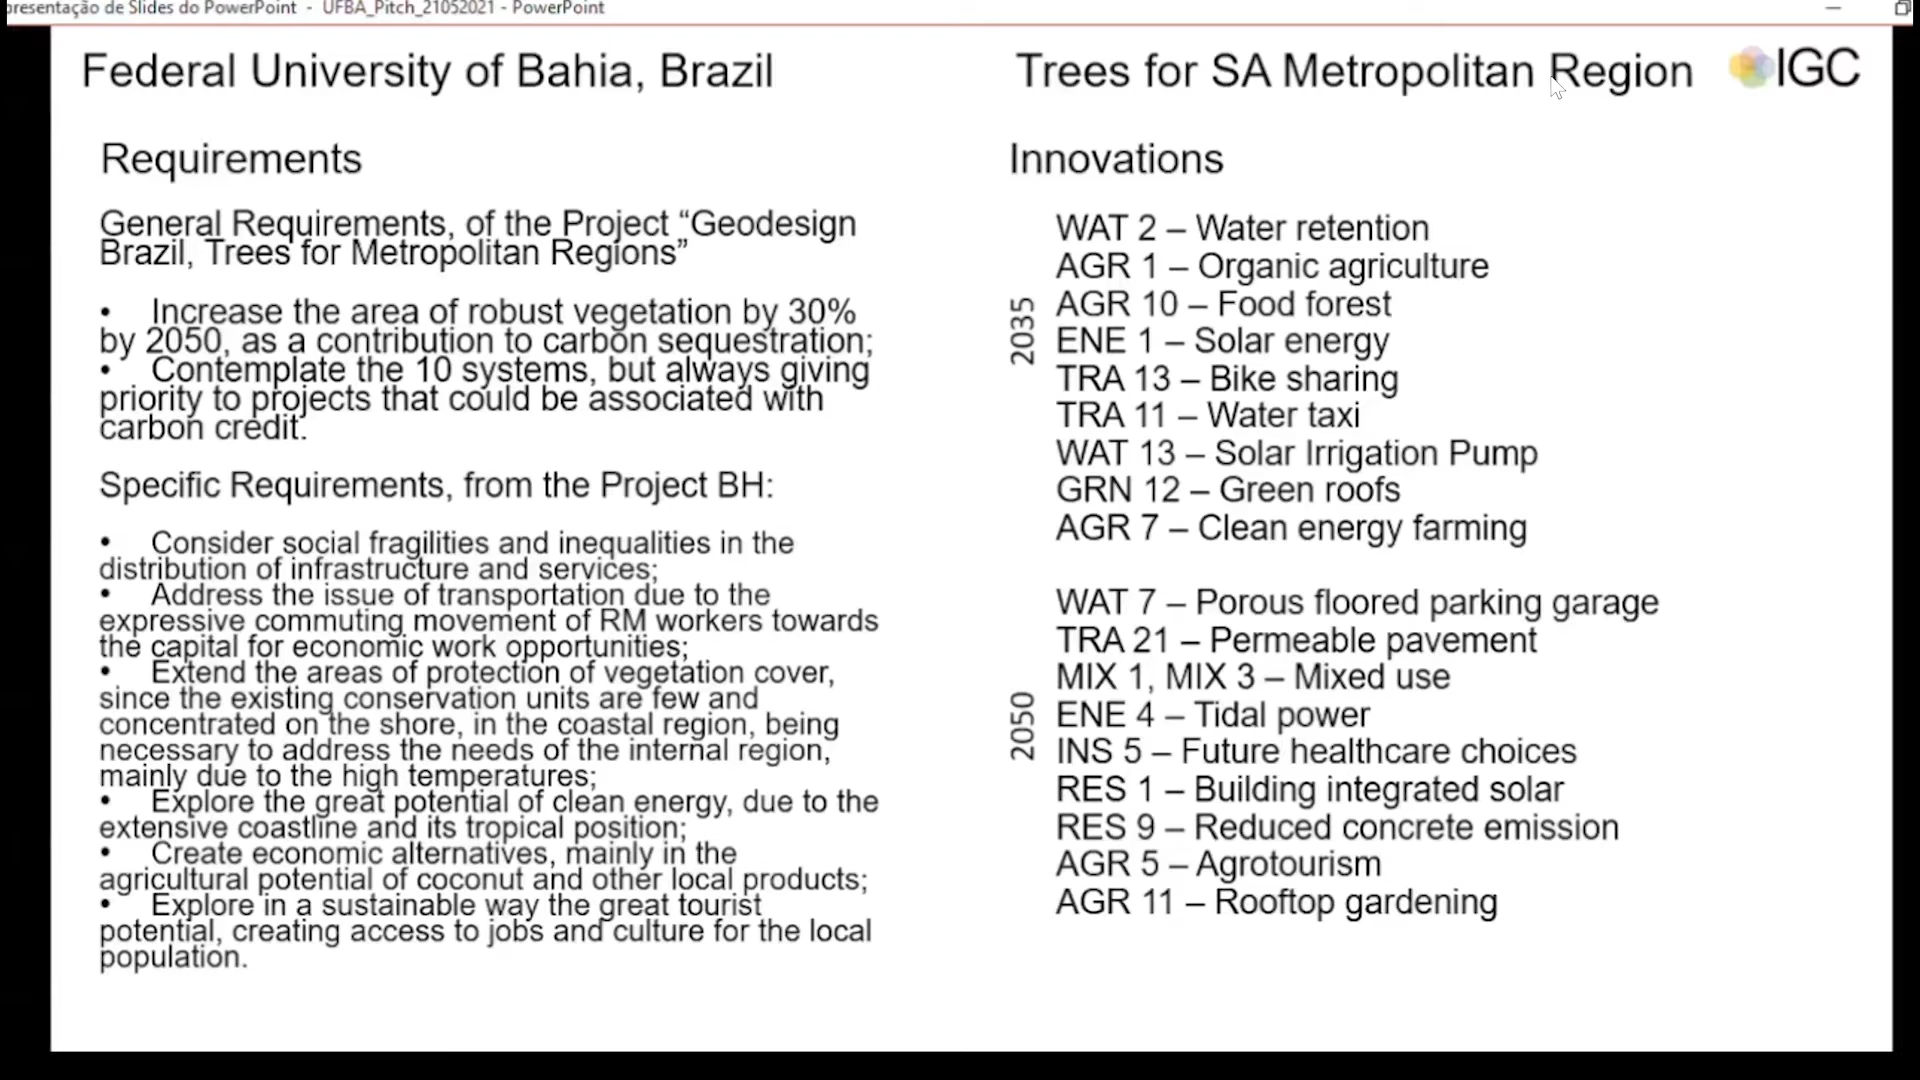 presentação de Slides do PowerPoint - UFBA_Pitch_21052021 - PowerPoint
Federal University of Bahia, Brazil
Trees for SA Metropolitan Region
IGC
Requirements
General Requirements, of the Project “Geodesign
Brazil, Trees for Metropolitan Regions”
• Increase the area of robust vegetation by 30%
by 2050, as a contribution to carbon sequestration;
• Contemplate the 10 systems, but always giving
priority to projects that could be associated with
carbon credit.
Specific Requirements, from the Project BH:
• Consider social fragilities and inequalities in the
distribution of infrastructure and services;
• Address the issue of transportation due to the
expressive commuting movement of RM workers towards
the capital for economic work opportunities;
• Extend the areas of protection of vegetation cover,
since the existing conservation units are few and
concentrated on the shore, in the coastal region, being
necessary to address the needs of the internal region,
mainly due to the high temperatures;
• Explore the great potential of clean energy, due to the
extensive coastline and its tropical position;
• Create economic alternatives, mainly in the
agricultural potential of coconut and other local products;
• Explore in a sustainable way the great tourist
potential, creating access to jobs and culture for the local
population.
Innovations
2035
WAT 2 – Water retention
AGR 1 – Organic agriculture
AGR 10 – Food forest
ENE 1 – Solar energy
TRA 13 – Bike sharing
TRA 11 – Water taxi
WAT 13 – Solar Irrigation Pump
GRN 12 – Green roofs
AGR 7 – Clean energy farming
2050
WAT 7 – Porous floored parking garage
TRA 21 – Permeable pavement
MIX 1, MIX 3 – Mixed use
ENE 4 – Tidal power
INS 5 – Future healthcare choices
RES 1 – Building integrated solar
RES 9 – Reduced concrete emission
AGR 5 – Agrotourism
AGR 11 – Rooftop gardening